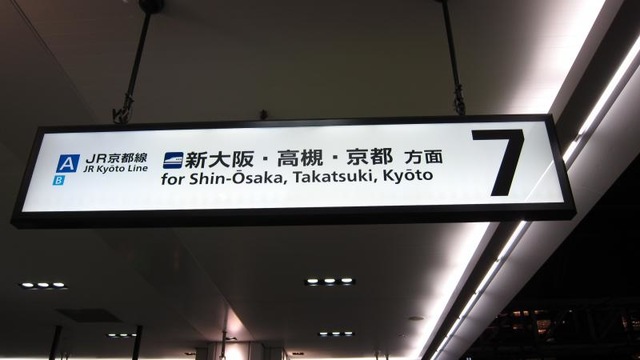 A JR京都線 新大阪・高槻・京都 方面 7
B JR Kyōto Line for Shin-Ōsaka, Takatsuki, Kyōto